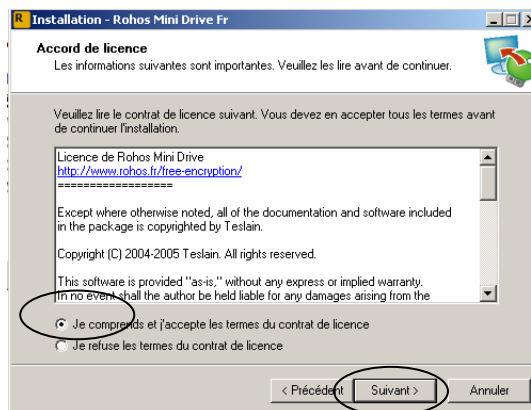 R Installation - Rohos Mini Drive Fr
Accord de licence
Les informations suivantes sont importantes. Veuillez les lire avant de continuer.
Veuillez lire le contrat de licence suivant. Vous devez en accepter tous les termes avant
de continuer l'installation.
Licence de Rohos Mini Drive
http://www.rohos.fr/free-encryption/
==================
Except where otherwise noted, all of the documentation and software included
in the package is copyrighted by Teslain.
Copyright (C) 2004-2005 Teslain. All rights reserved.
This software is provided "as-is," without any express or implied warranty.
In no event shall the author be held liable for any damages arising from the
Je comprends et j'accepte les termes du contrat de licence
Je refuse les termes du contrat de licence
< Précédent Suivant > Annuler